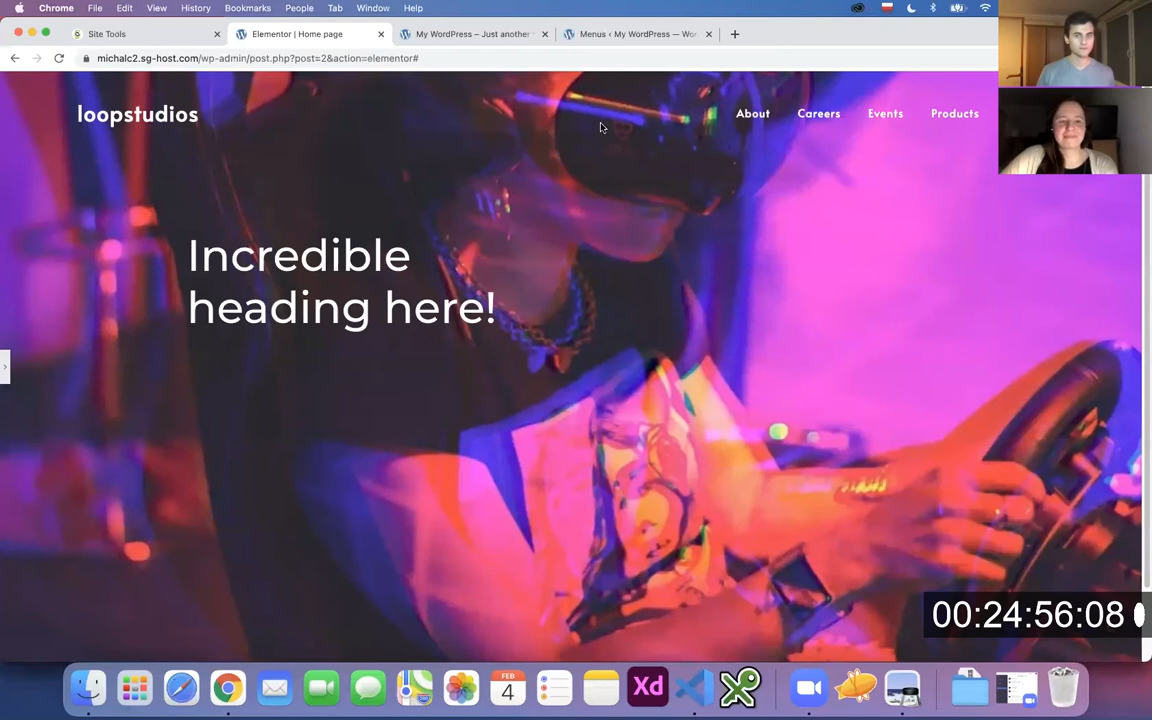 Chrome File Edit View History Bookmarks People Tab Window Help
Site Tools
Elementor | Home page
My WordPress – Just another
Menus ‹ My WordPress — Wor
michalc2.sg-host.com/wp-admin/post.php?post=2&action=elementor#
loopstudios
About Careers Events Products
Incredible
heading here!
00:24:56:08
FEB
4
Xd